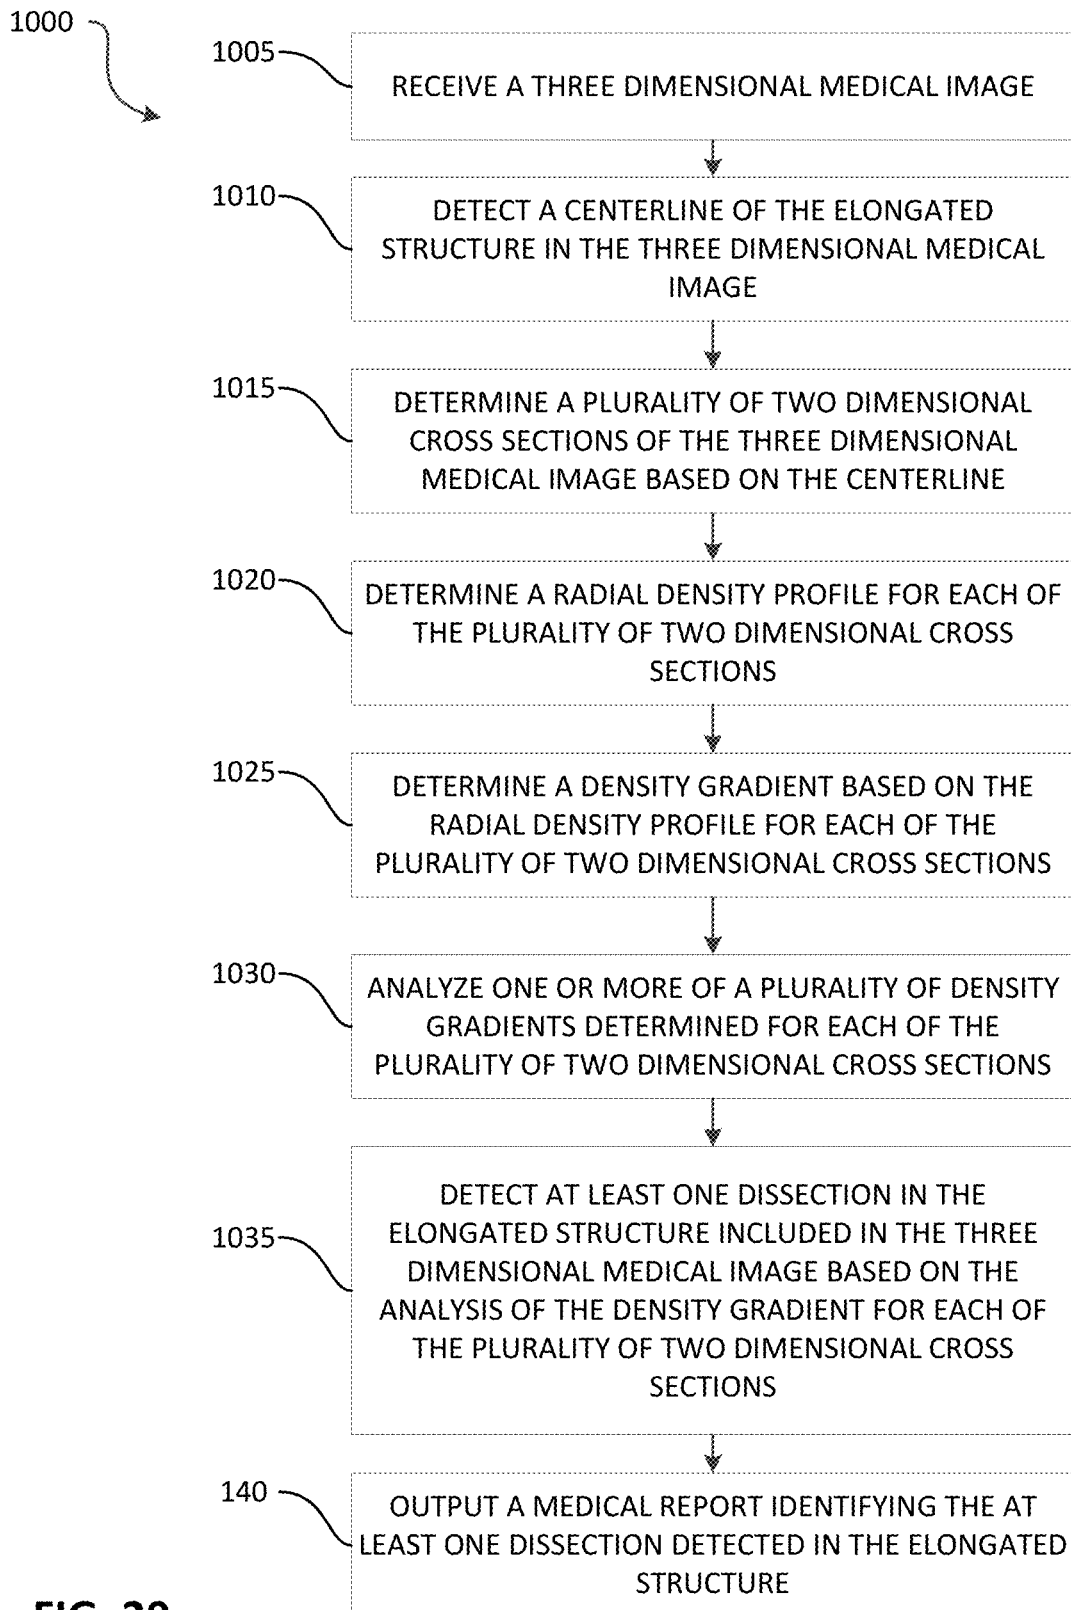 1000
1005
RECEIVE A THREE DIMENSIONAL MEDICAL IMAGE
1010
DETECT A CENTERLINE OF THE ELONGATED
STRUCTURE IN THE THREE DIMENSIONAL MEDICAL
IMAGE
1015
DETERMINE A PLURALITY OF TWO DIMENSIONAL
CROSS SECTIONS OF THE THREE DIMENSIONAL
MEDICAL IMAGE BASED ON THE CENTERLINE
1020
DETERMINE A RADIAL DENSITY PROFILE FOR EACH OF
THE PLURALITY OF TWO DIMENSIONAL CROSS
SECTIONS
1025
DETERMINE A DENSITY GRADIENT BASED ON THE
RADIAL DENSITY PROFILE FOR EACH OF THE
PLURALITY OF TWO DIMENSIONAL CROSS SECTIONS
1030
ANALYZE ONE OR MORE OF A PLURALITY OF DENSITY
GRADIENTS DETERMINED FOR EACH OF THE
PLURALITY OF TWO DIMENSIONAL CROSS SECTIONS
1035
DETECT AT LEAST ONE DISSECTION IN THE
ELONGATED STRUCTURE INCLUDED IN THE THREE
DIMENSIONAL MEDICAL IMAGE BASED ON THE
ANALYSIS OF THE DENSITY GRADIENT FOR EACH OF
THE PLURALITY OF TWO DIMENSIONAL CROSS
SECTIONS
140
OUTPUT A MEDICAL REPORT IDENTIFYING THE AT
LEAST ONE DISSECTION DETECTED IN THE ELONGATED
STRUCTURE
FIG.